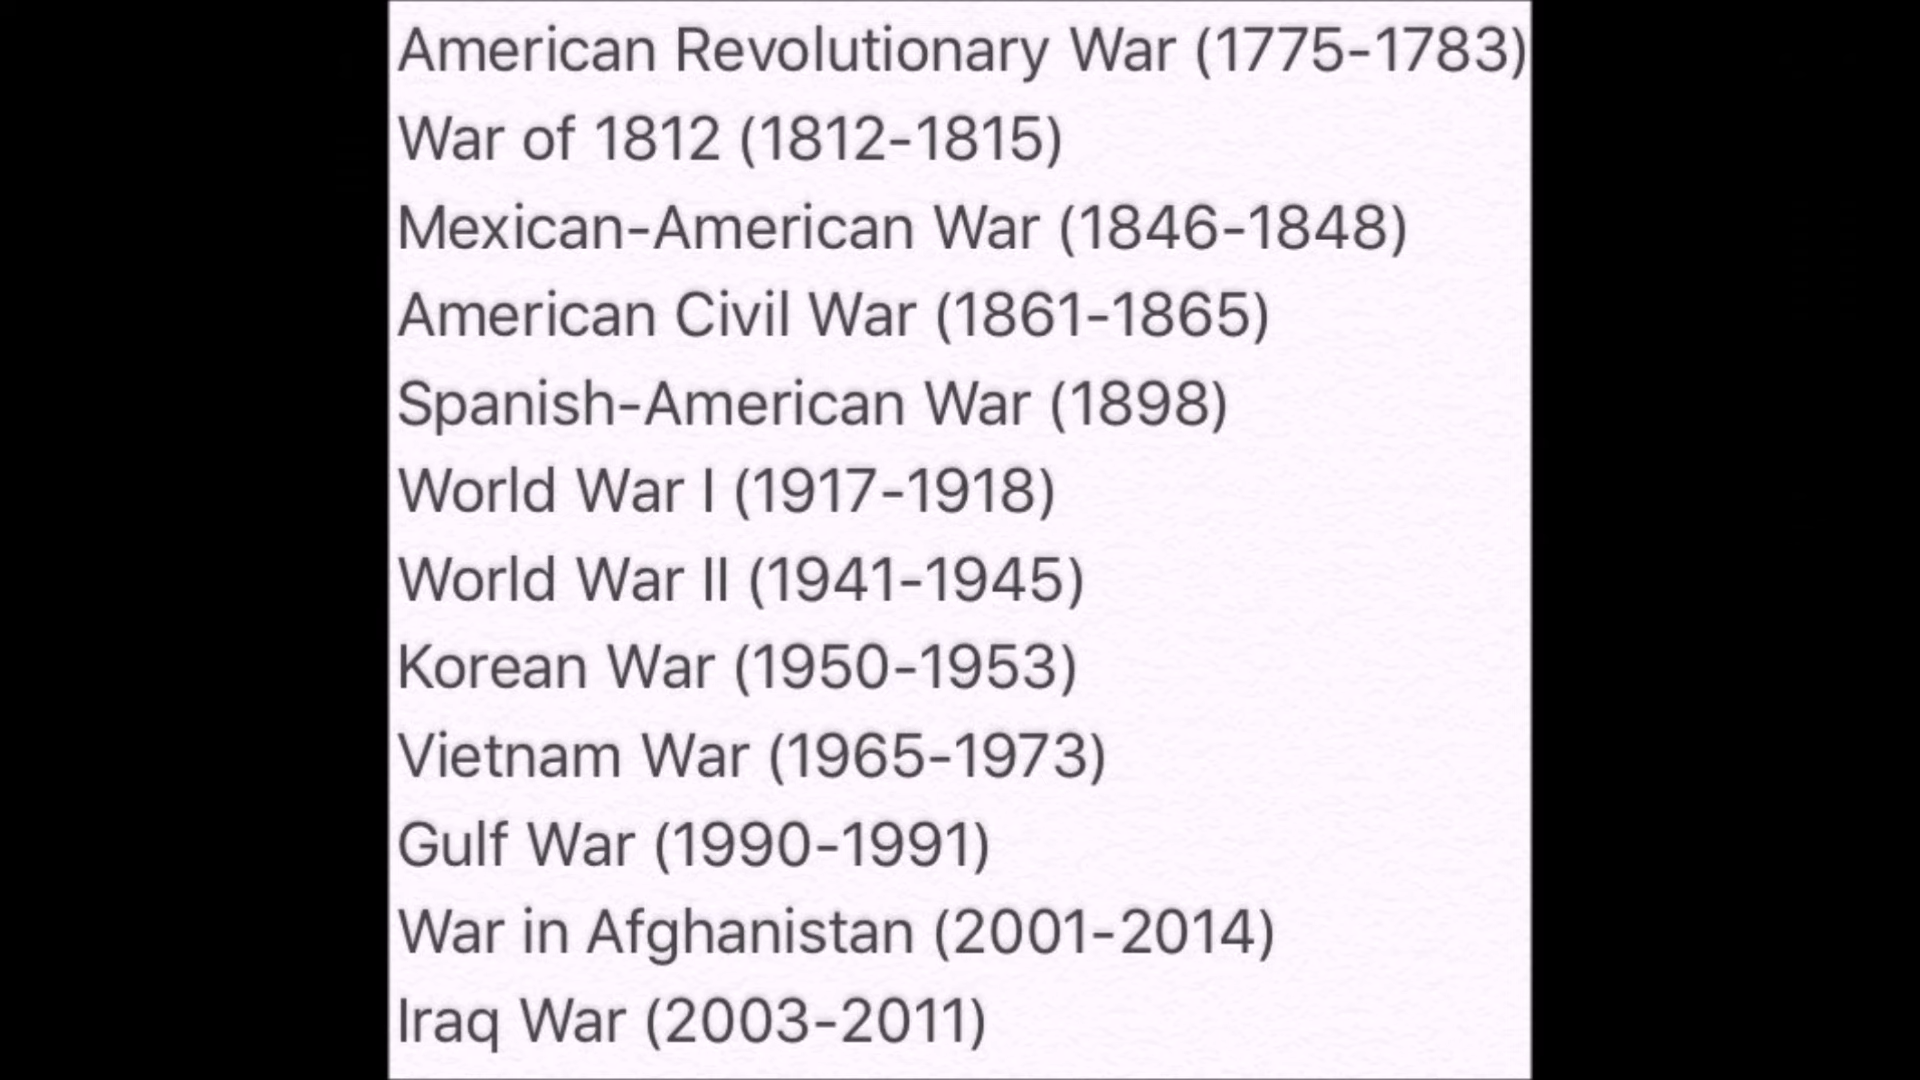 American Revolutionary War (1775-1783)
War of 1812 (1812-1815)
Mexican-American War (1846-1848)
American Civil War (1861-1865)
Spanish-American War (1898)
World War I (1917-1918)
World War II (1941-1945)
Korean War (1950-1953)
Vietnam War (1965-1973)
Gulf War (1990-1991)
War in Afghanistan (2001-2014)
Iraq War (2003-2011)